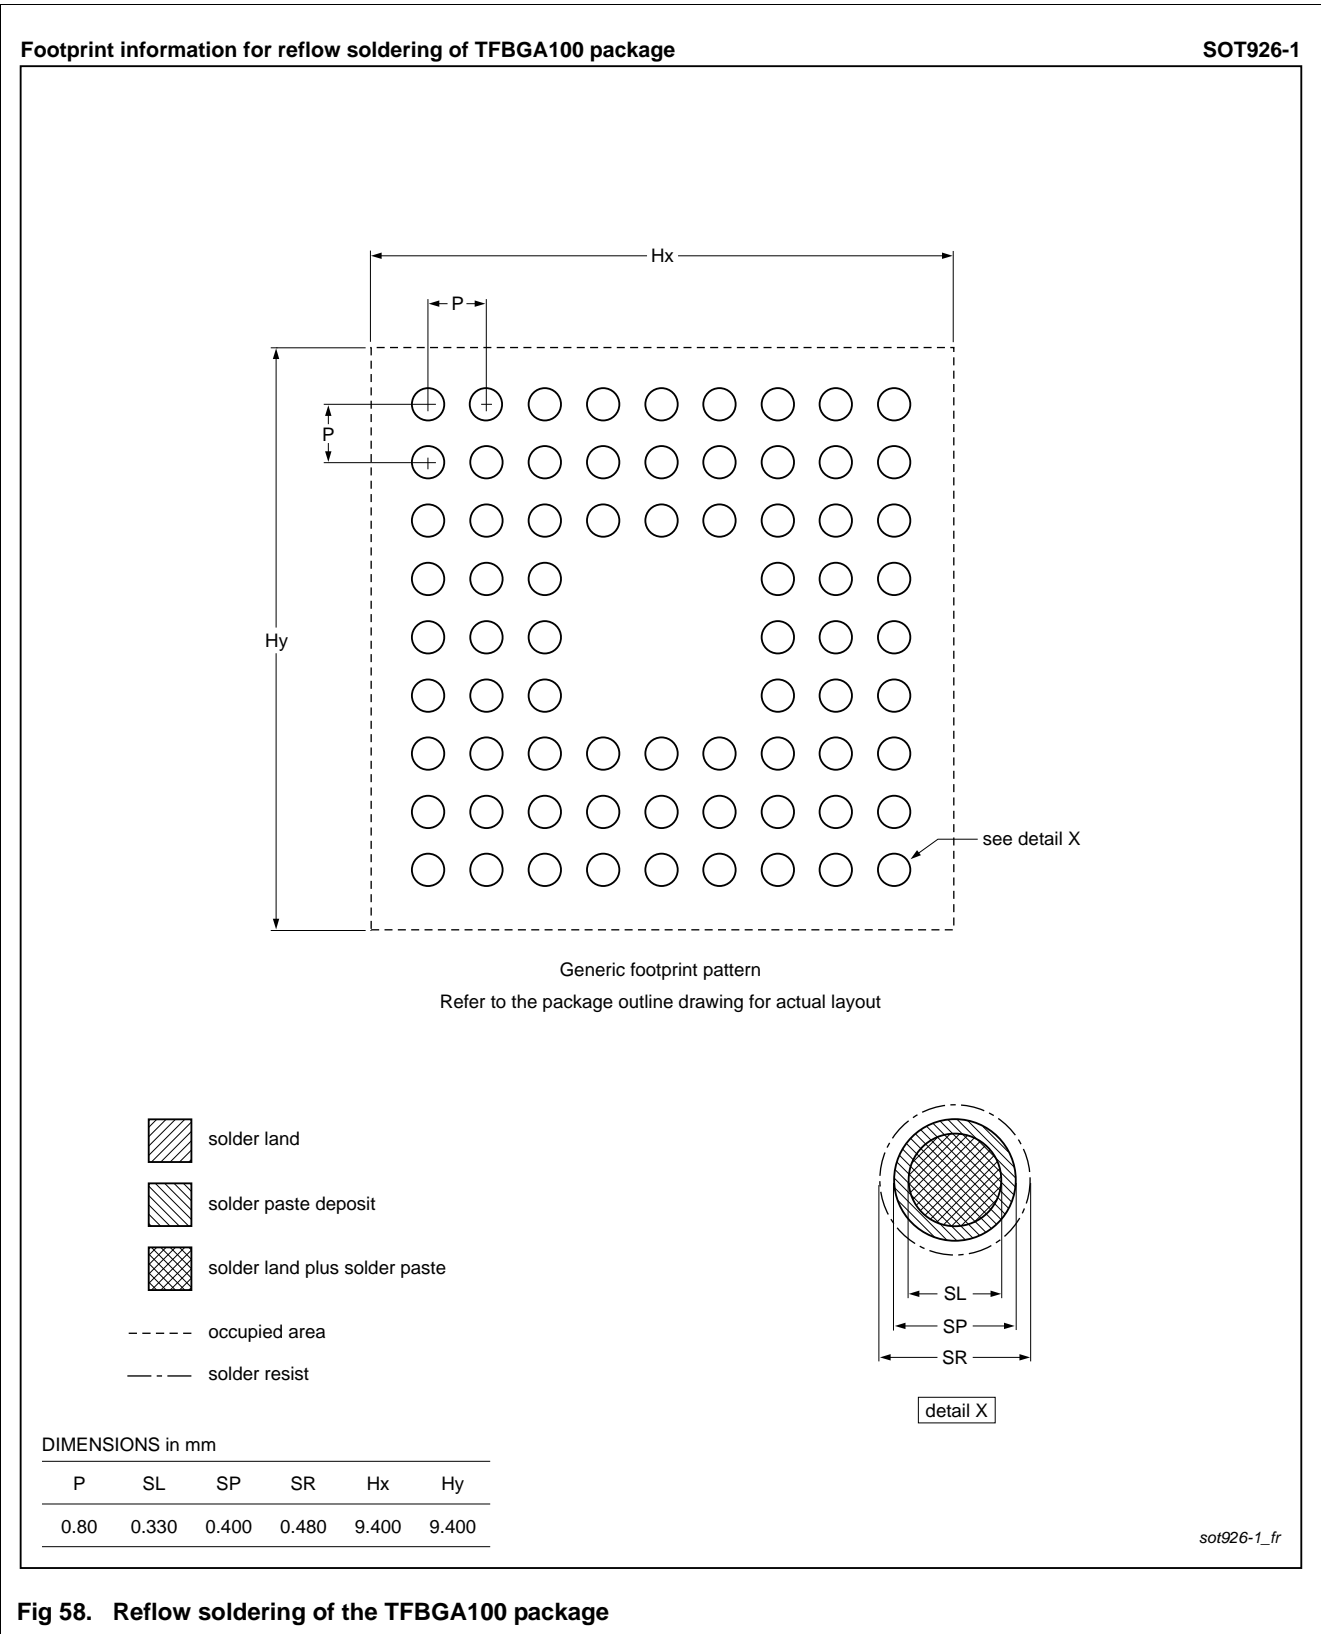 Footprint information for reflow soldering of TFBGA100 package SOT926-1
Hx
P
P
Hy
see detail X
Generic footprint pattern
Refer to the package outline drawing for actual layout
solder land
solder paste deposit
solder land plus solder paste
occupied area
solder resist
SL
SP
SR
detail X
DIMENSIONS in mm
P SL SP SR Hx Hy
0.80 0.330 0.400 0.480 9.400 9.400
sot926-1_fr
Fig 58. Reflow soldering of the TFBGA100 package